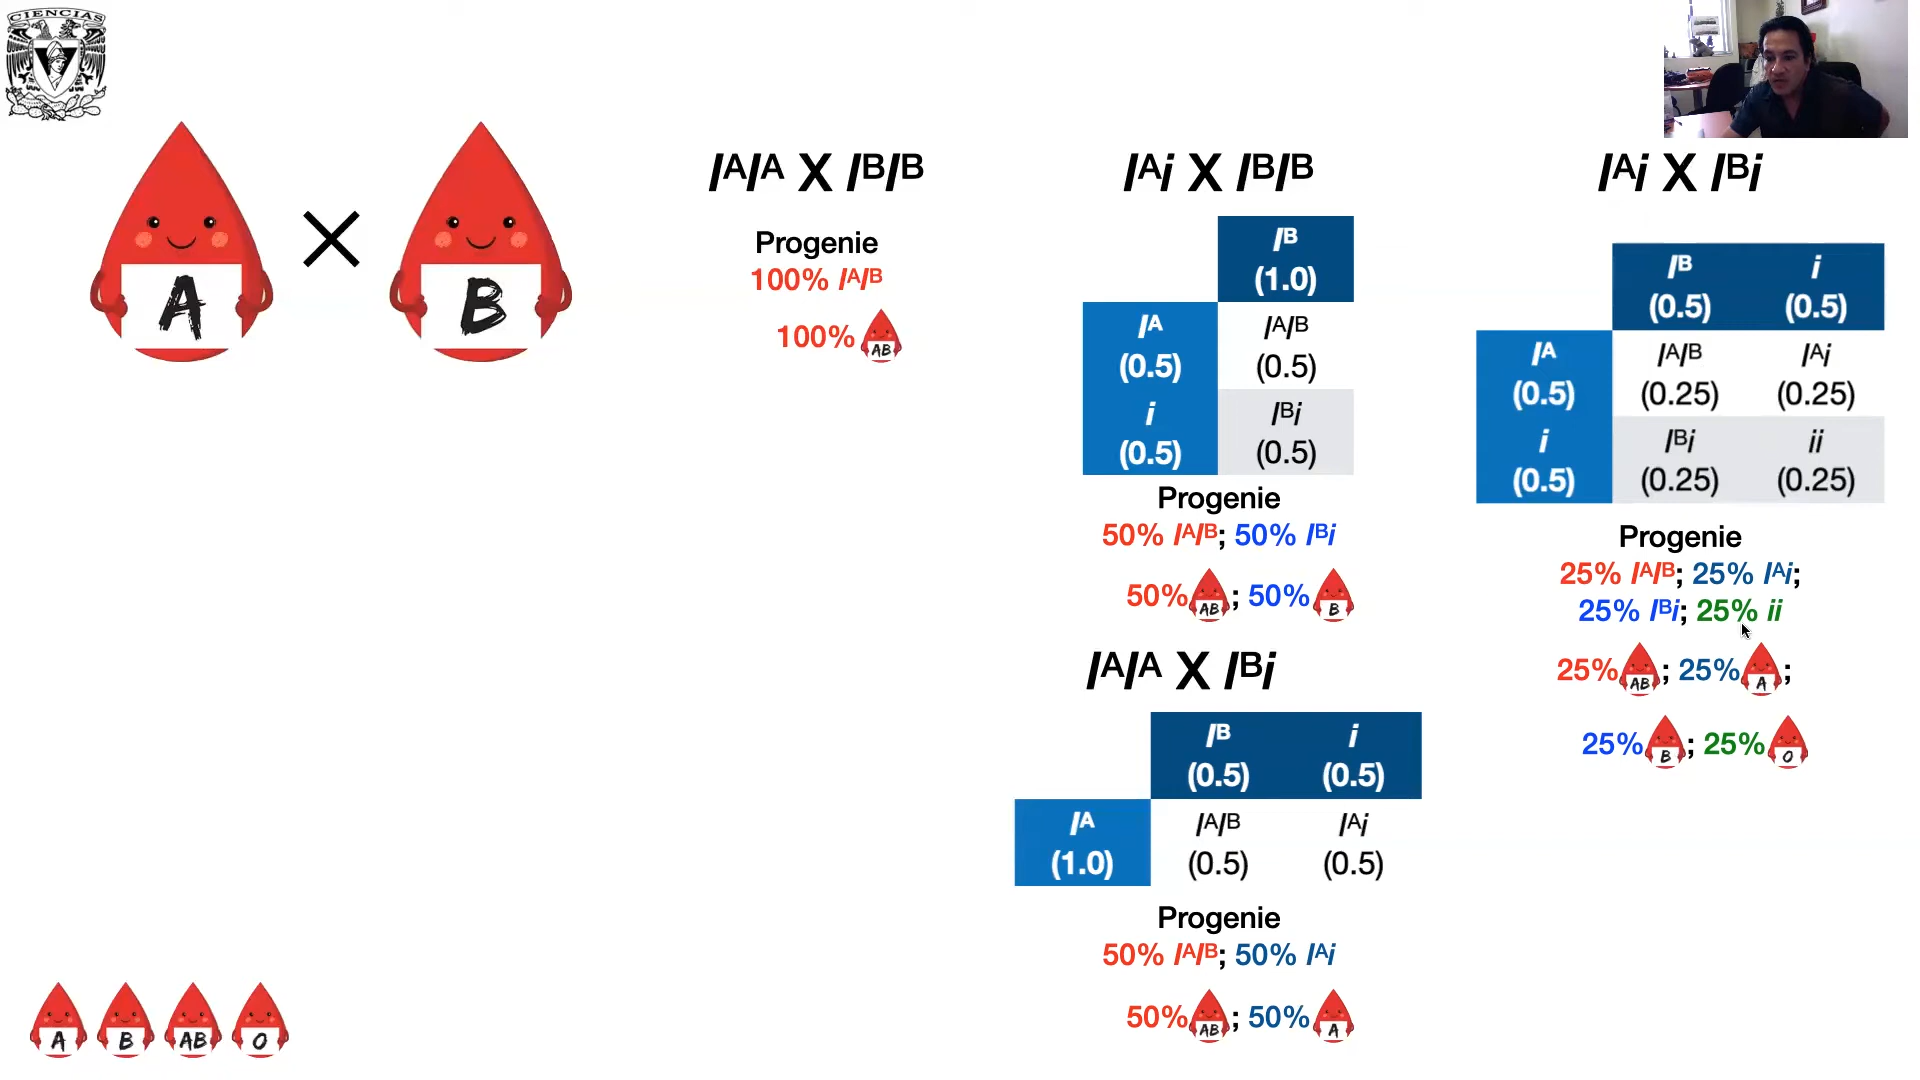 CIENCIAS
A
×
B
IᴬIᴬ X IᴮIᴮ
Progenie
100% IᴬIᴮ
100% AB
Iᴬi X IᴮIᴮ
Iᴮ
(1.0)
Iᴬ IᴬIᴮ
(0.5) (0.5)
i Iᴮi
(0.5) (0.5)
Progenie
50% IᴬIᴮ; 50% Iᴮi
50% AB ; 50% B
IᴬIᴬ X Iᴮi
Iᴮ i
(0.5) (0.5)
Iᴬ IᴬIᴮ Iᴬi
(1.0) (0.5) (0.5)
Progenie
50% IᴬIᴮ; 50% Iᴬi
50% AB ; 50% A
Iᴬi X Iᴮi
Iᴮ i
(0.5) (0.5)
Iᴬ IᴬIᴮ Iᴬi
(0.5) (0.25) (0.25)
i Iᴮi ii
(0.5) (0.25) (0.25)
Progenie
25% IᴬIᴮ; 25% Iᴬi;
25% Iᴮi; 25% ii
25% AB ; 25% A ;
25% B ; 25% O
A B AB O